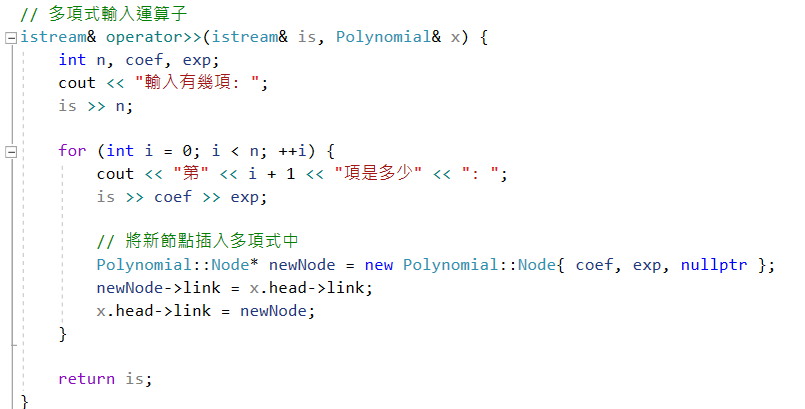 // 多項式輸入運算子
istream& operator>>(istream& is, Polynomial& x) {
    int n, coef, exp;
    cout << "輸入有幾項: ";
    is >> n;

    for (int i = 0; i < n; ++i) {
        cout << "第" << i + 1 << "項是多少" << ": ";
        is >> coef >> exp;

        // 將新節點插入多項式中
        Polynomial::Node* newNode = new Polynomial::Node{ coef, exp, nullptr };
        newNode->link = x.head->link;
        x.head->link = newNode;
    }

    return is;
}